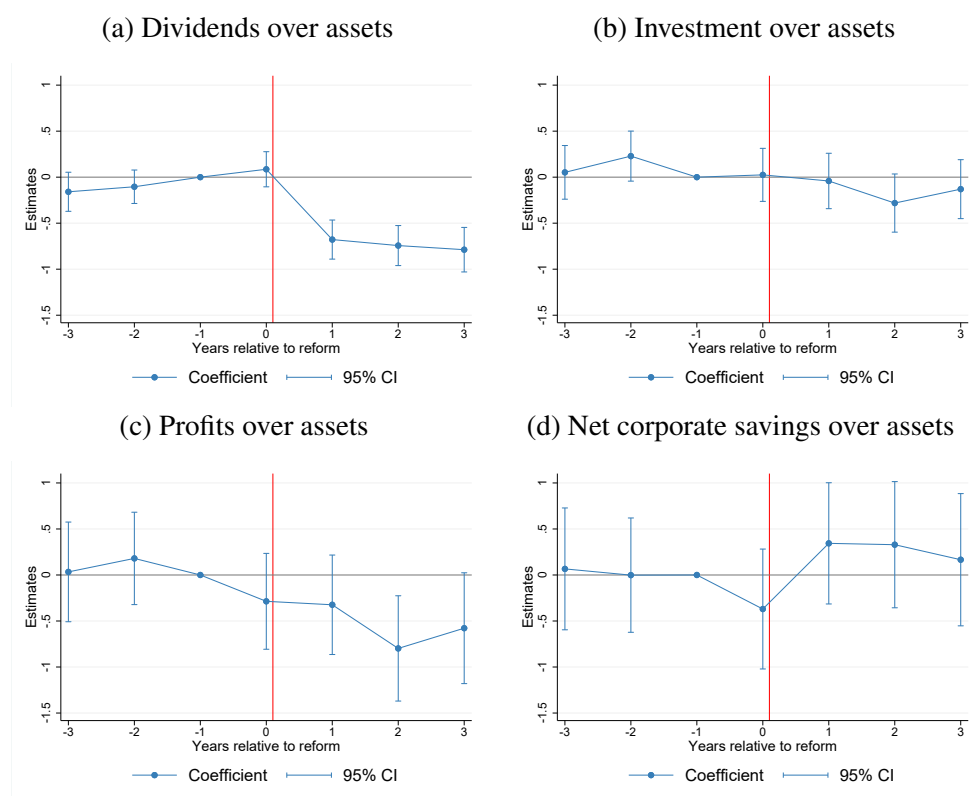 (a) Dividends over assets
1
.5
0
-.5
-1
-1.5
Estimates
-3 -2 -1 0 1 2 3
Years relative to reform
Coefficient 95% CI
(b) Investment over assets
1
.5
0
-.5
-1
-1.5
Estimates
-3 -2 -1 0 1 2 3
Years relative to reform
Coefficient 95% CI
(c) Profits over assets
1
.5
0
-.5
-1
-1.5
Estimates
-3 -2 -1 0 1 2 3
Years relative to reform
Coefficient 95% CI
(d) Net corporate savings over assets
1
.5
0
-.5
-1
-1.5
Estimates
-3 -2 -1 0 1 2 3
Years relative to reform
Coefficient 95% CI